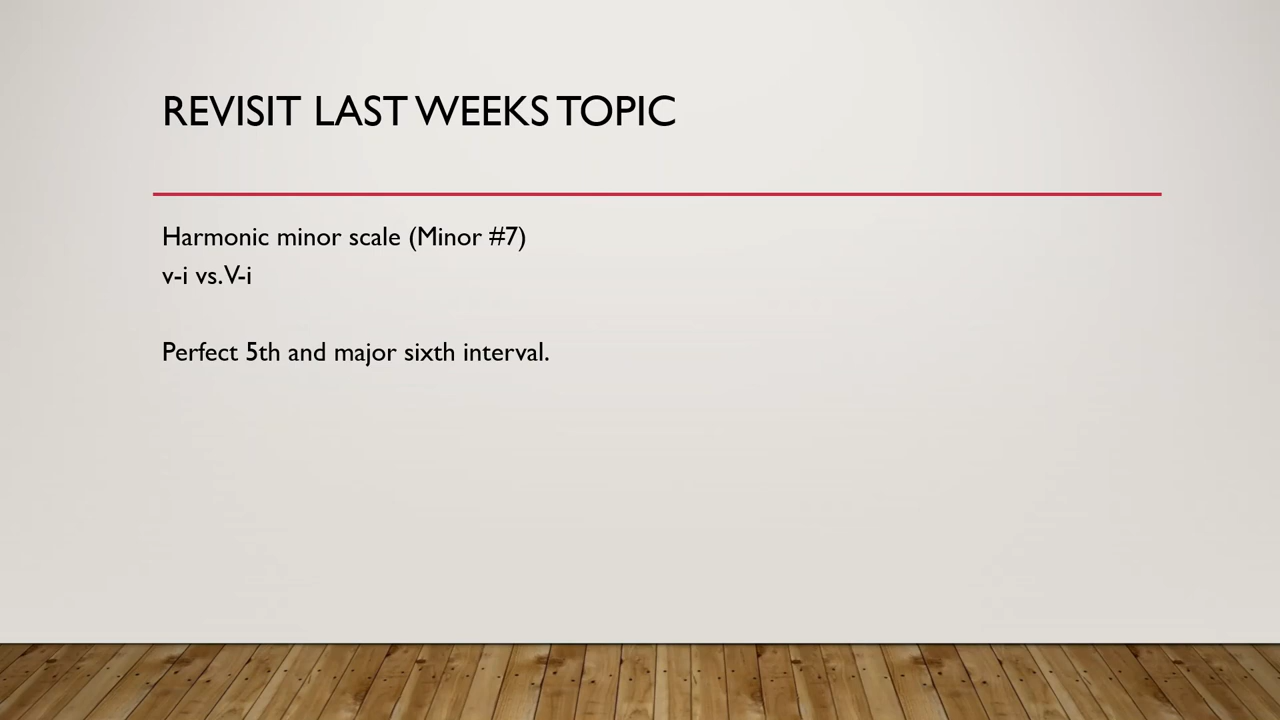 REVISIT LAST WEEKS TOPIC
Harmonic minor scale (Minor #7)
v-i vs. V-i
Perfect 5th and major sixth interval.